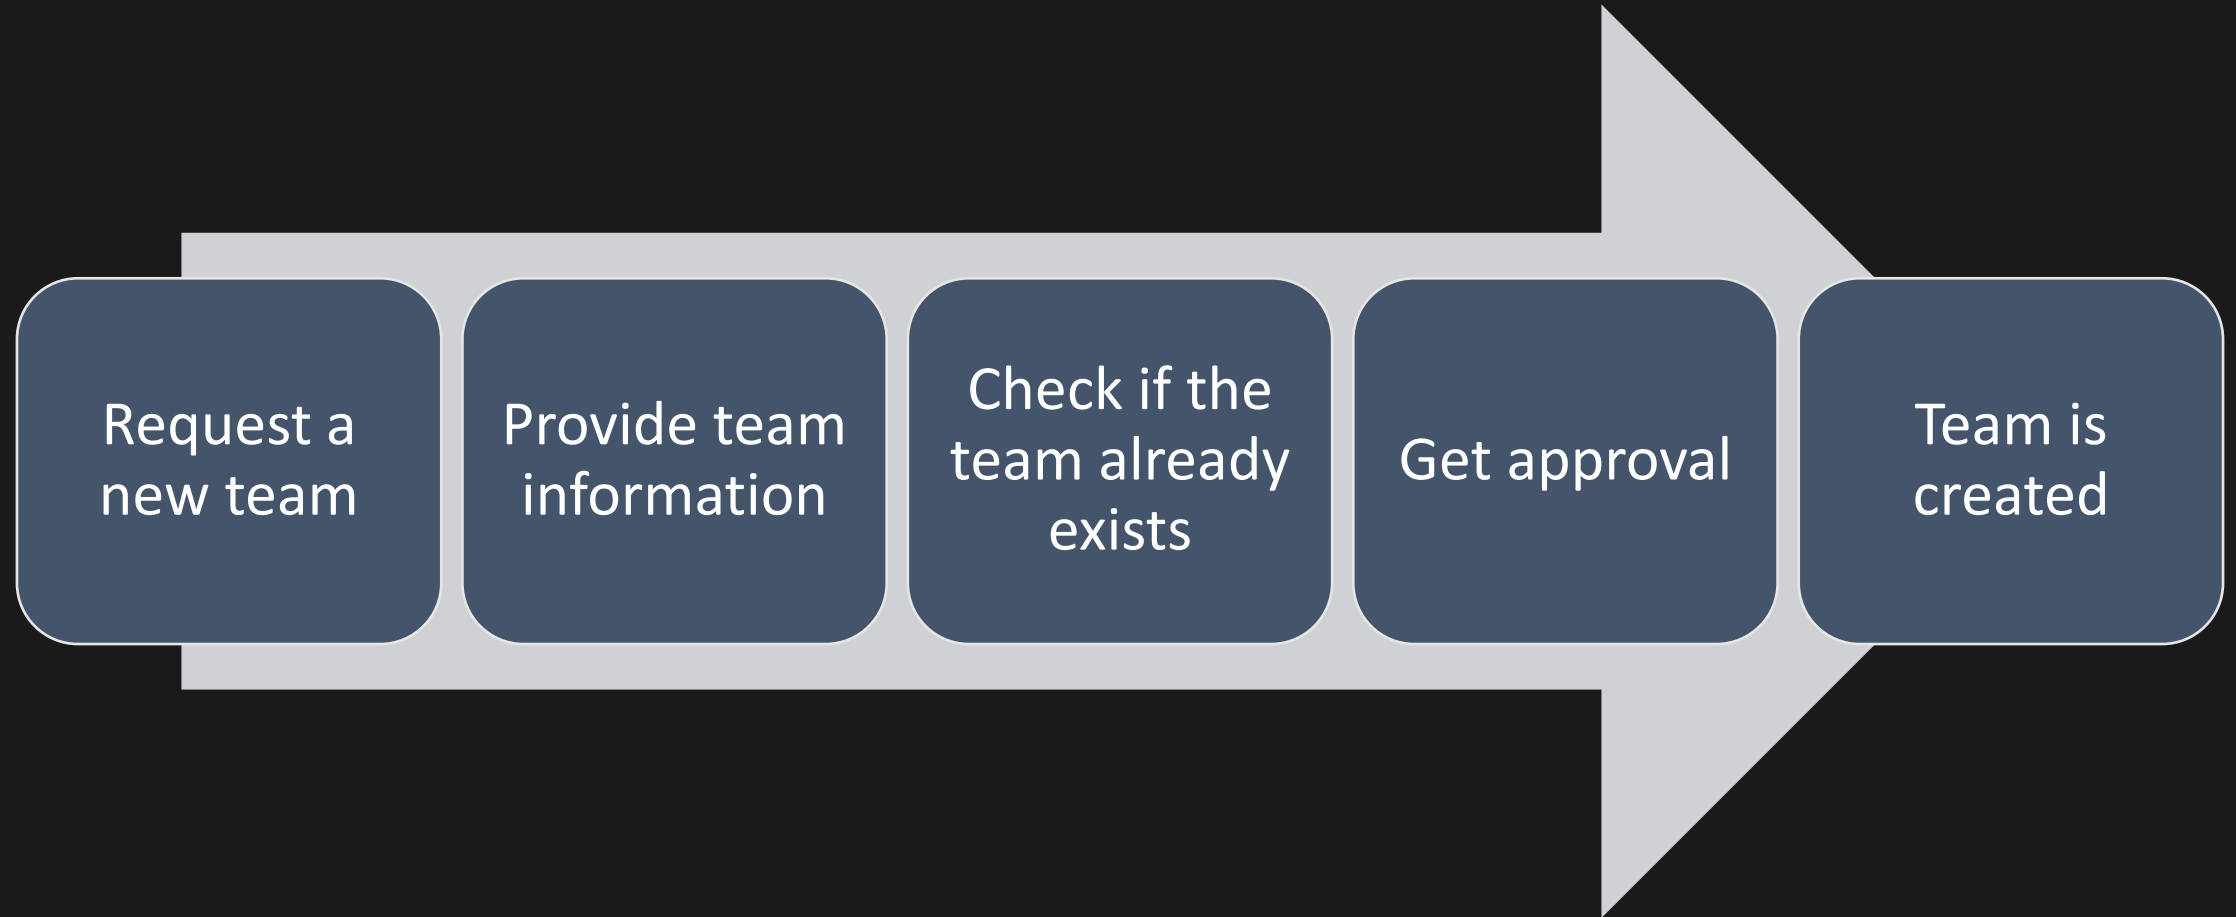 Request a
new team
Provide team
information
Check if the
team already
exists
Get approval
Team is
created